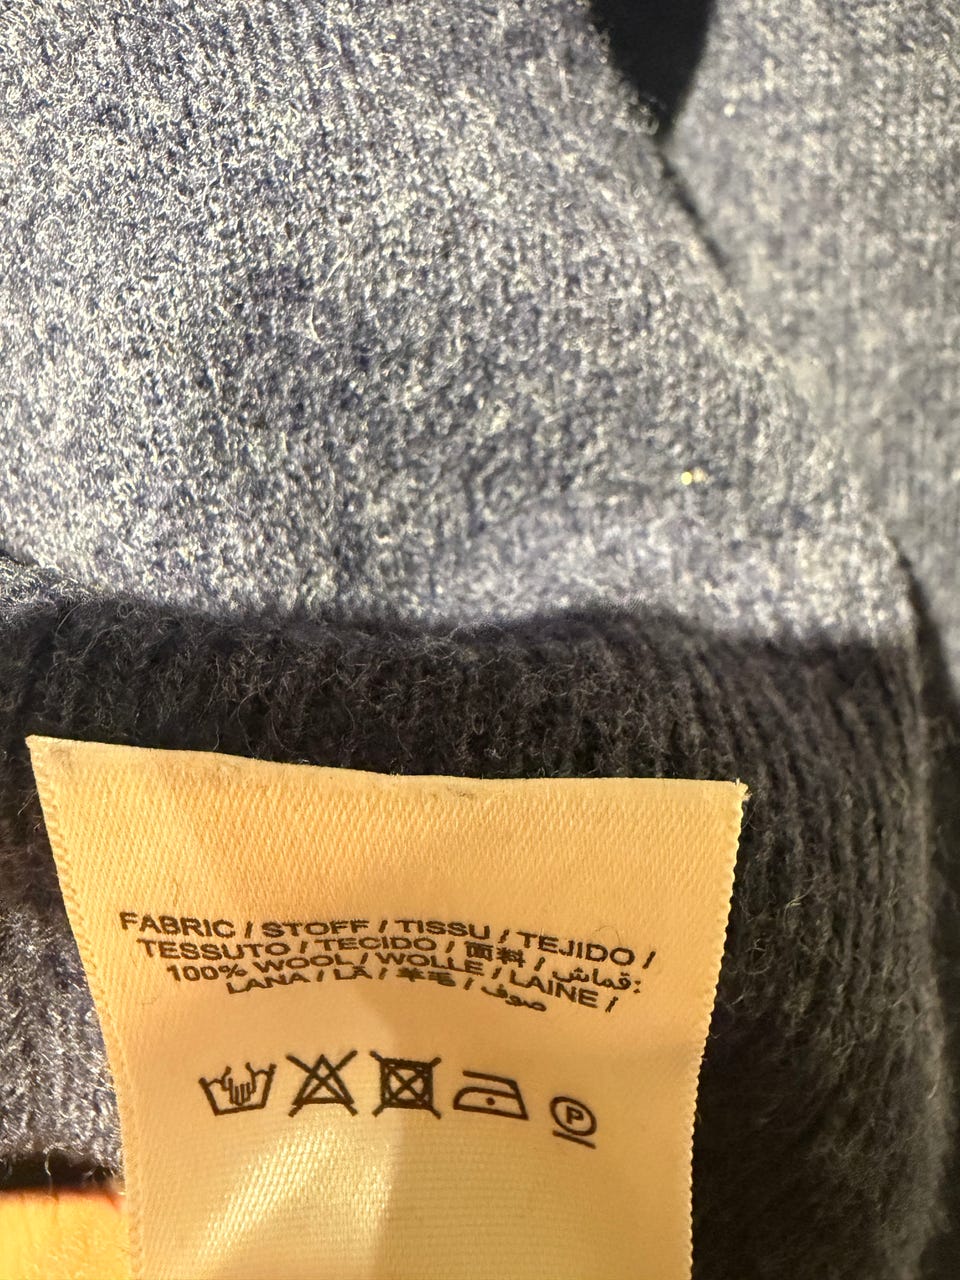 FABRIC / STOFF / TISSU / TEJIDO /
TESSUTO / TECIDO / 面料 / قماش:
100% WOOL / WOLLE / LAINE /
LANA / LÃ / 羊毛 / صوف
P